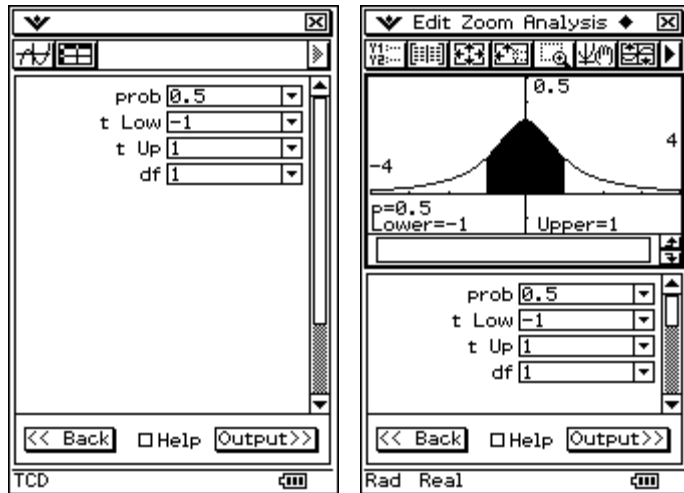 prob 0.5
t Low -1
t Up 1
df 1
<< Back Help Output>>
TCD
Edit Zoom Analysis
Y1:
Y2:
0.5
-4 4
p=0.5
Lower=-1 Upper=1
prob 0.5
t Low -1
t Up 1
df 1
<< Back Help Output>>
Rad Real